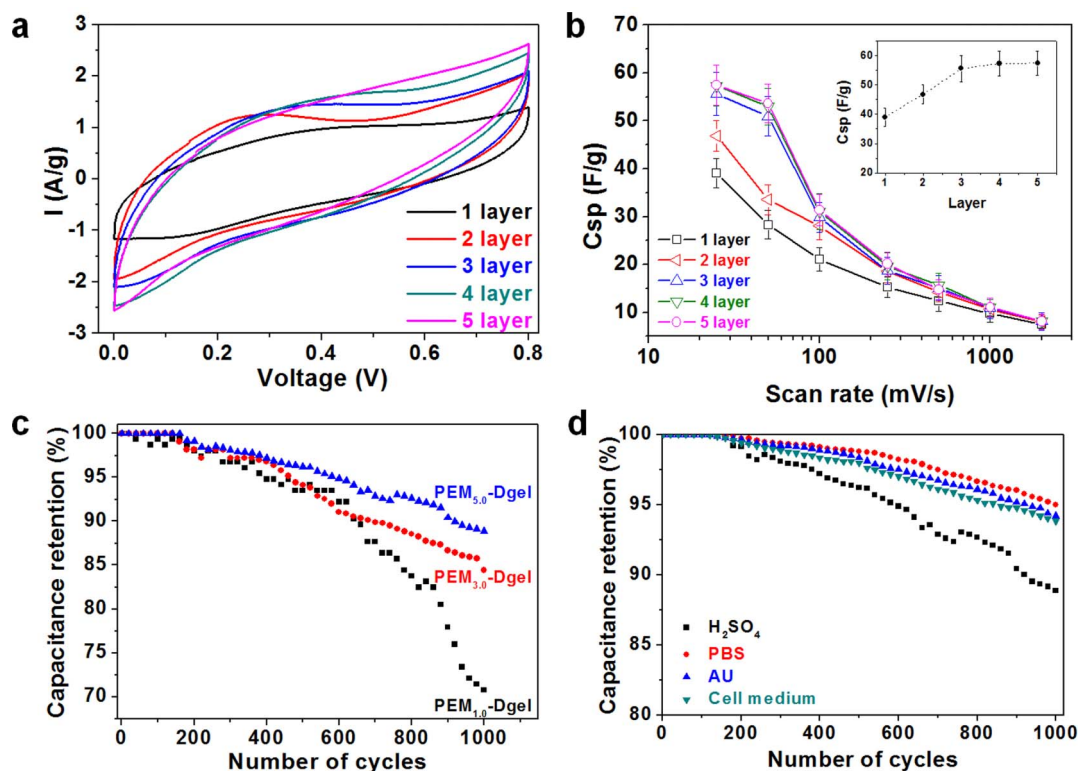 a
3
2
1
0
-1
-2
-3
I (A/g)
1 layer
2 layer
3 layer
4 layer
5 layer
0.0 0.2 0.4 0.6 0.8
Voltage (V)
b
70
60
50
40
30
20
10
Csp (F/g)
60
50
40
30
20
Csp (F/g)
1 2 3 4 5
Layer
1 layer
2 layer
3 layer
4 layer
5 layer
10 100 1000
Scan rate (mV/s)
c
100
95
90
85
80
75
70
Capacitance retention (%)
PEM5.0-Dgel
PEM3.0-Dgel
PEM1.0-Dgel
0 200 400 600 800 1000
Number of cycles
d
100
95
90
85
80
Capacitance retention (%)
H2SO4
PBS
AU
Cell medium
0 200 400 600 800 1000
Number of cycles